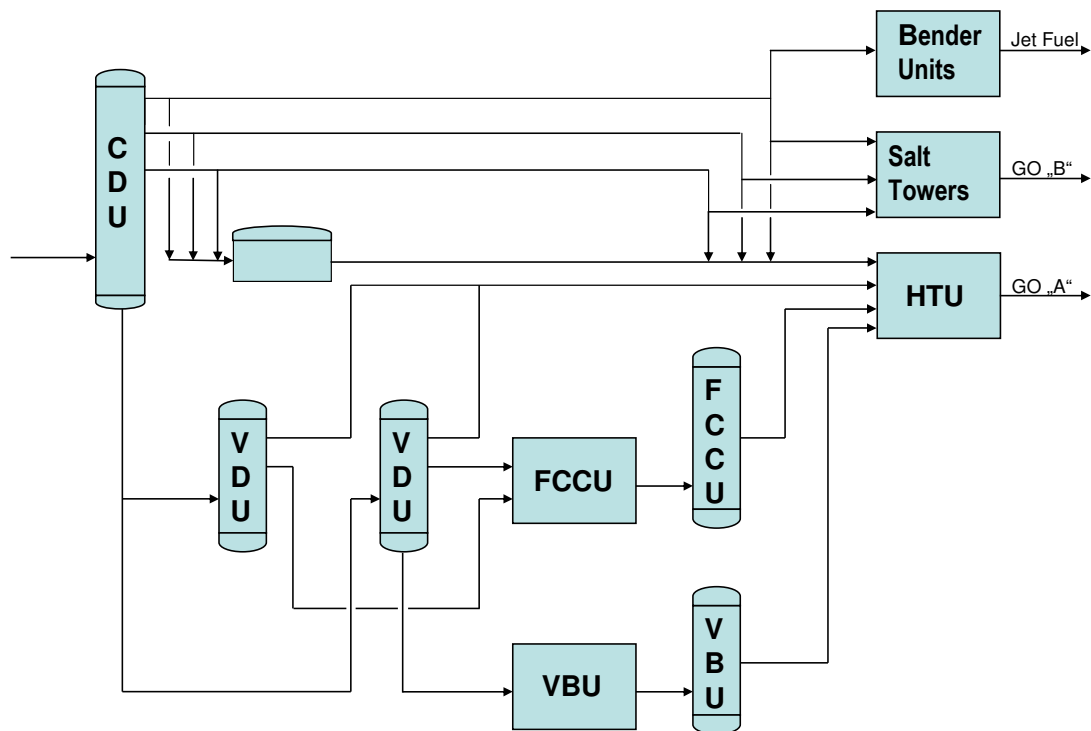 Bender
Units
Jet Fuel
C
D
U
Salt
Towers
GO „B“
HTU
GO „A“
V
D
U
V
D
U
FCCU
F
C
C
U
VBU
V
B
U